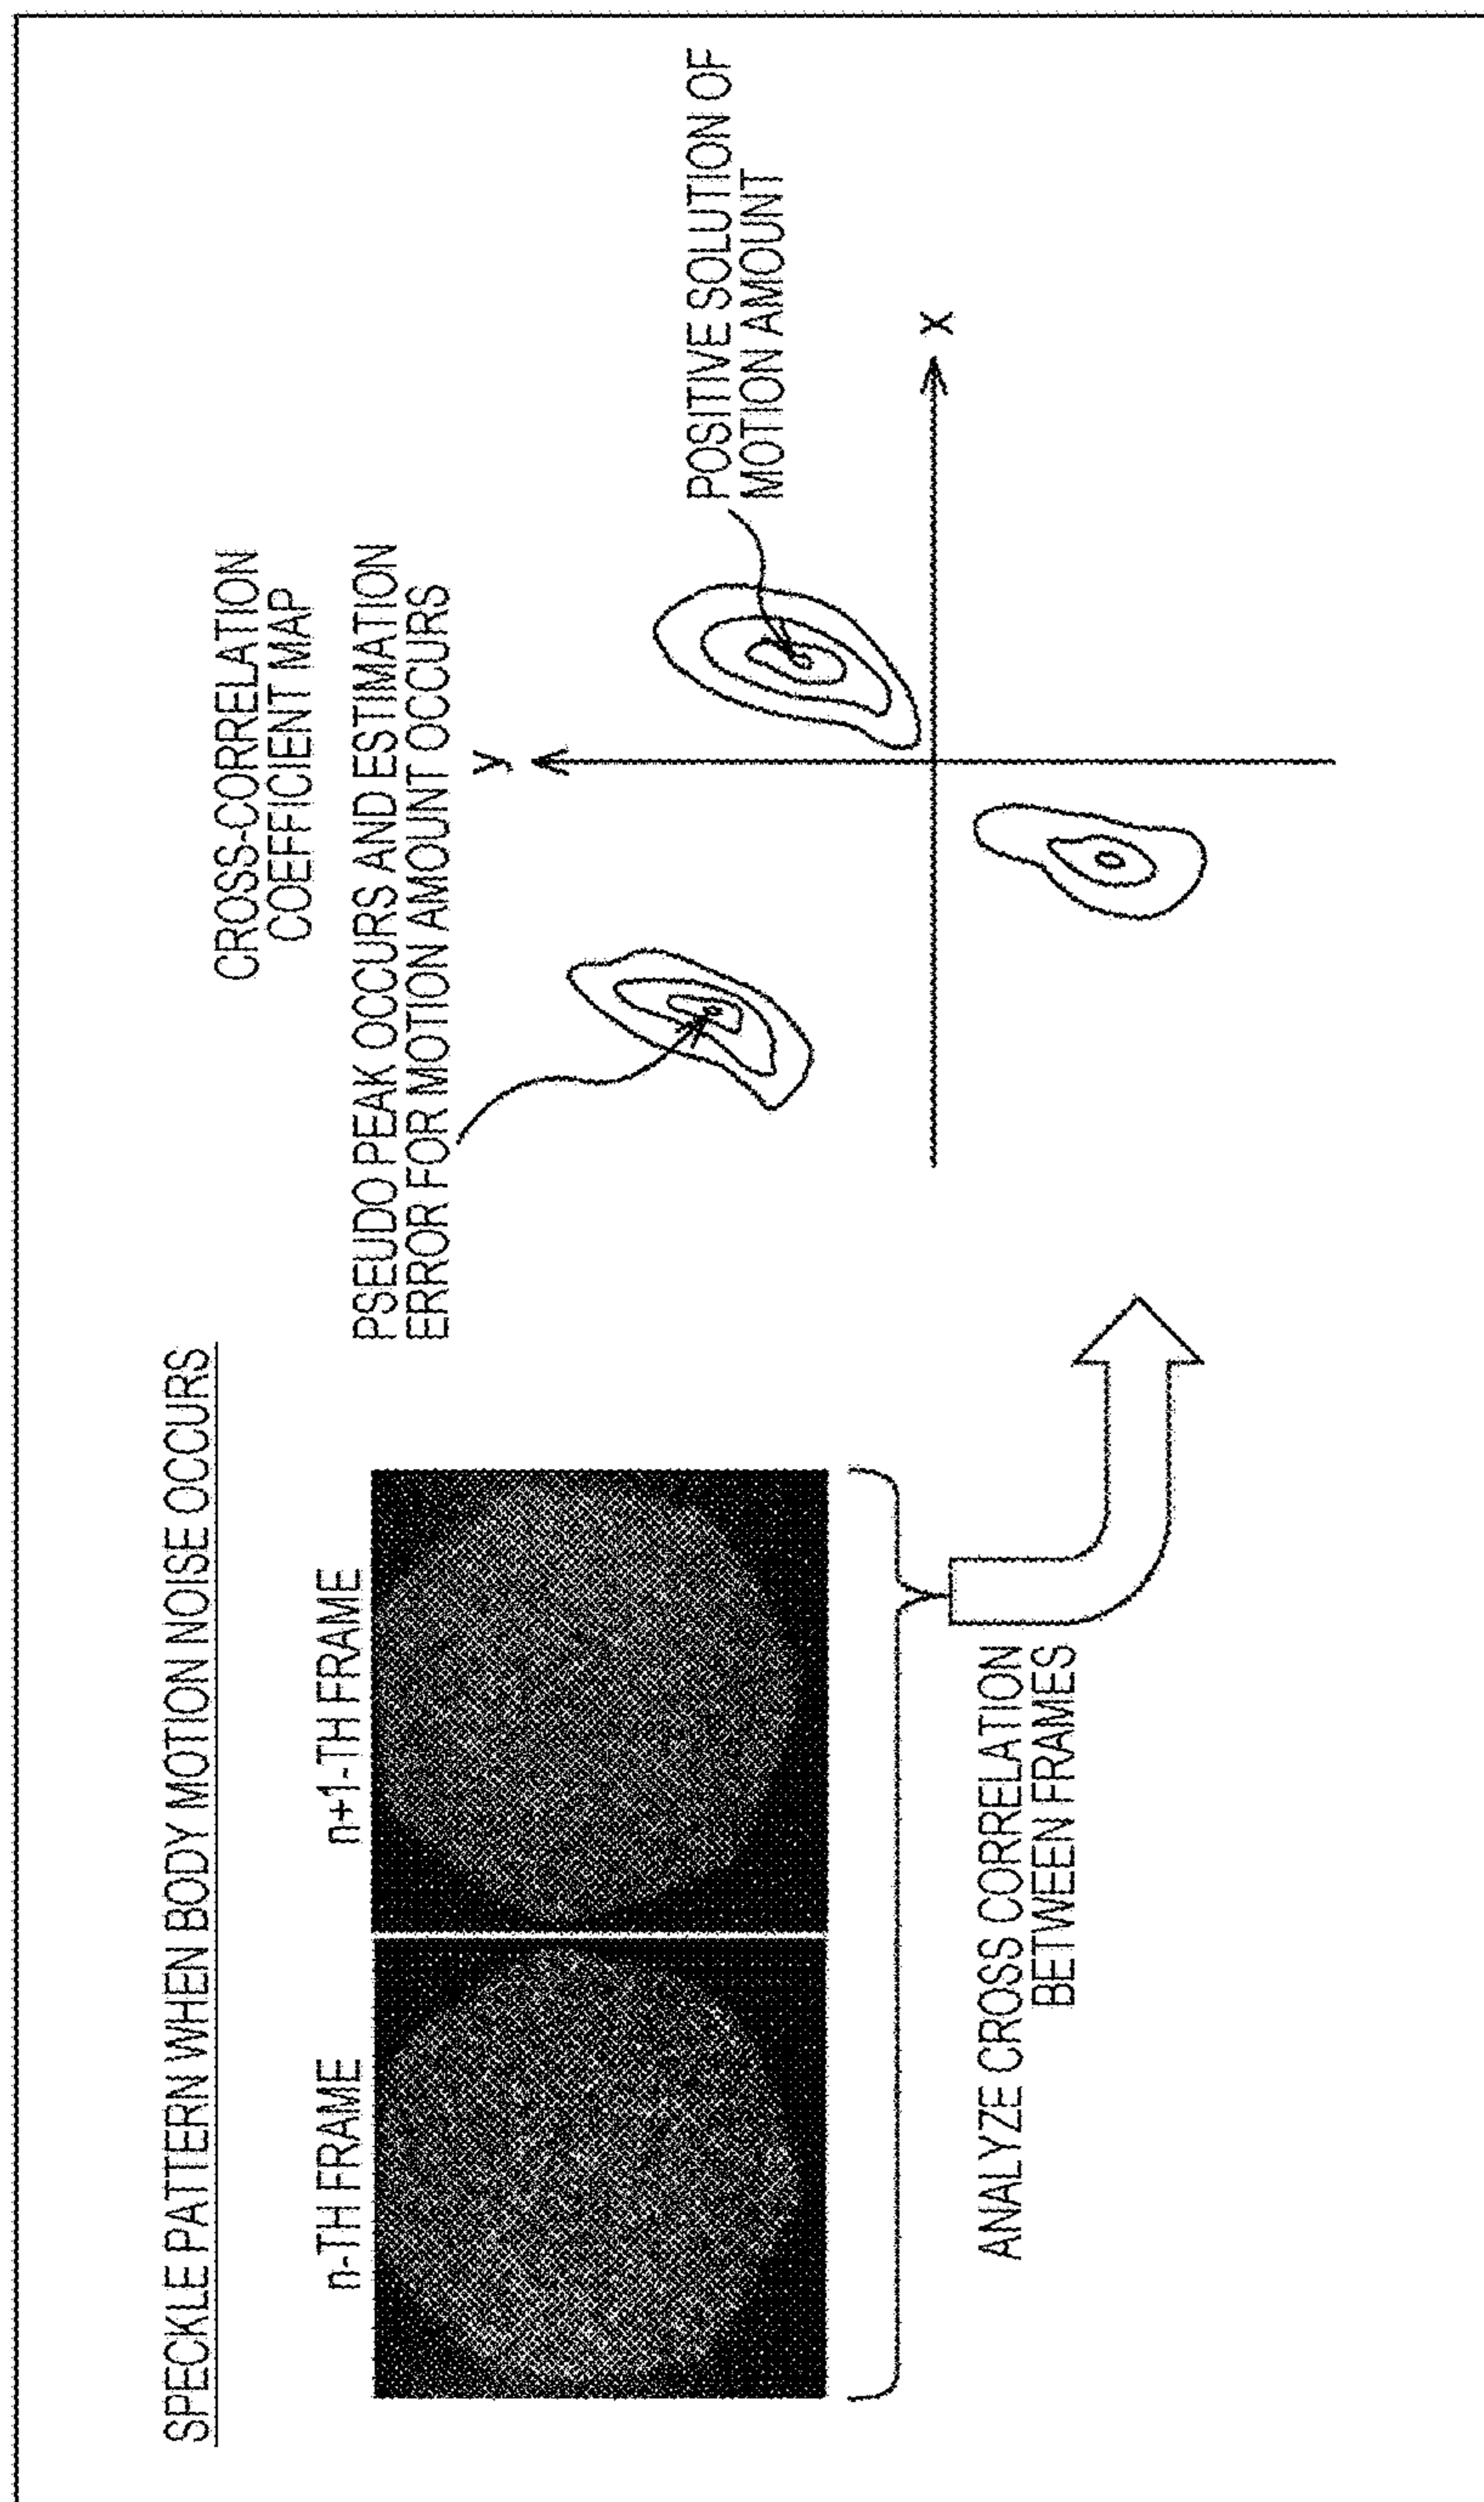 SPECKLE PATTERN WHEN BODY MOTION NOISE OCCURS
n-TH FRAME
n+1-TH FRAME
ANALYZE CROSS CORRELATION
BETWEEN FRAMES
CROSS-CORRELATION
COEFFICIENT MAP
PSEUDO PEAK OCCURS AND ESTIMATION
ERROR FOR MOTION AMOUNT OCCURS
y
POSITIVE SOLUTION OF
MOTION AMOUNT
X